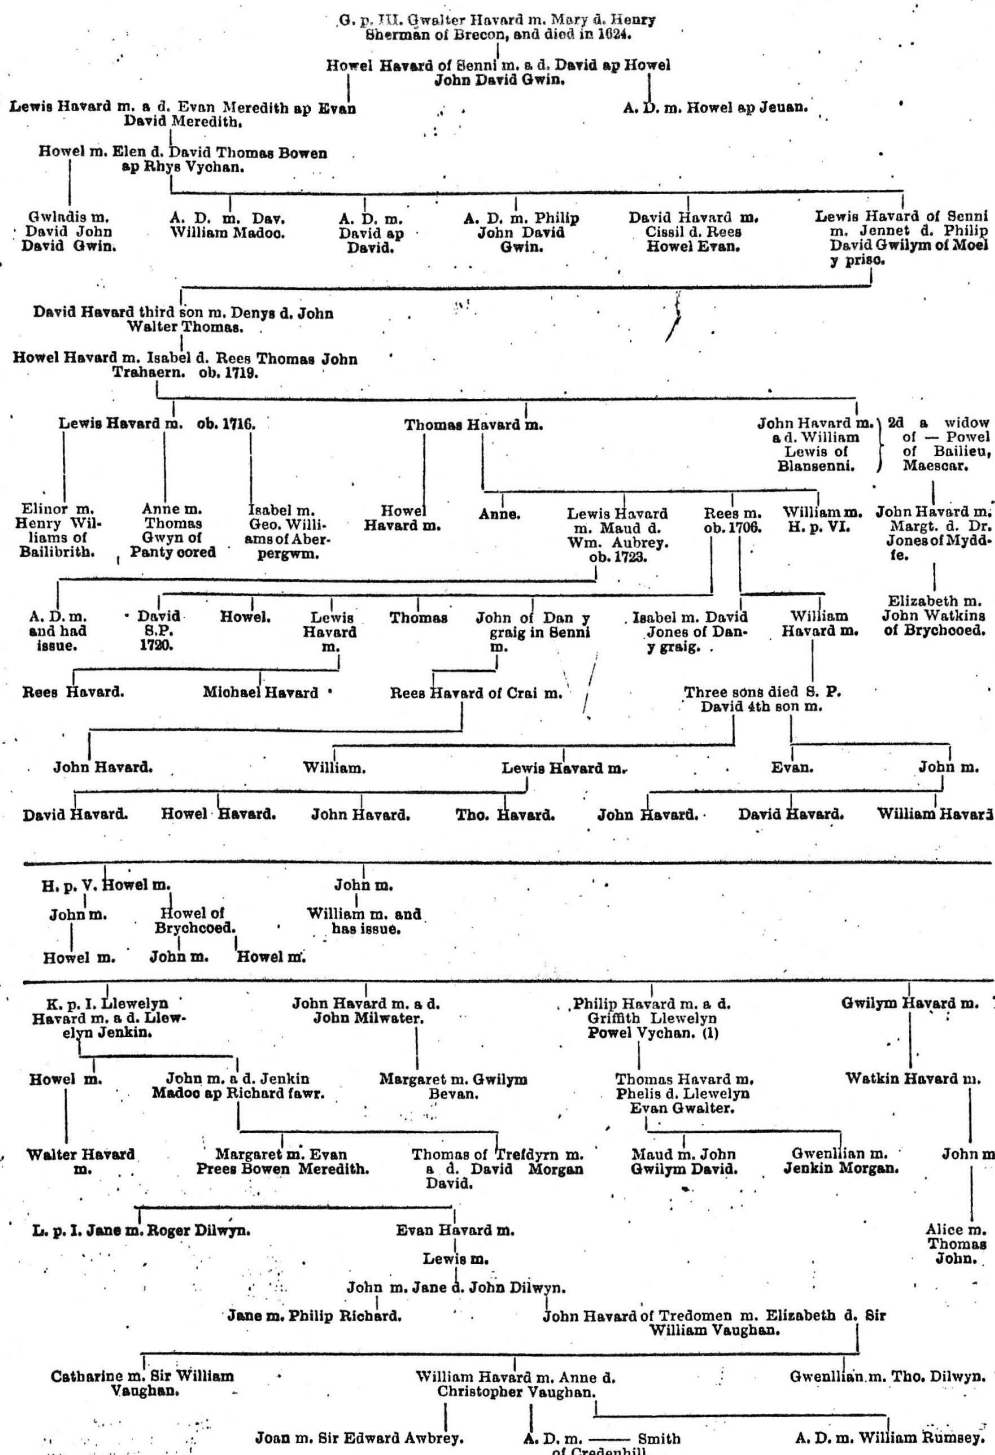 G. p. III. Gwalter Havard m. Mary d. Henry
Sherman of Brecon, and died in 1624.
Howel Havard of Senni m. a d. David ap Howel
John David Gwin.
Lewis Havard m. a d. Evan Meredith ap Evan
David Meredith.
A. D. m. Howel ap Jeuan.
Howel m. Elen d. David Thomas Bowen
ap Rhys Vychan.
Gwladis m.
David John
David Gwin.
A. D. m. Dav.
William Madoc.
A. D. m.
David ap
David.
A. D. m. Philip
John David
Gwin.
David Havard m.
Cissil d. Rees
Howel Evan.
Lewis Havard of Senni
m. Jennet d. Philip
David Gwilym of Moel
y prisc.
David Havard third son m. Denys d. John
Walter Thomas.
Howel Havard m. Isabel d. Rees Thomas John
Trahaern. ob. 1719.
Lewis Havard m. ob. 1716.
Thomas Havard m.
John Havard m.
a d. William
Lewis of
Blansenni.
2d a widow
of — Powel
of Bailieu,
Maescar.
Elinor m.
Henry Wil-
liams of
Bailibrith.
Anne m.
Thomas
Gwyn of
Panty cored
Isabel m.
Geo. Willi-
ams of Aber-
pergwm.
Howel
Havard m.
Anne.
Lewis Havard
m. Maud d.
Wm. Aubrey.
ob. 1723.
Rees m.
ob. 1706.
William m.
H. p. VI.
John Havard m.
Margt. d. Dr.
Jones of Mydd-
fe.
A. D. m.
and had
issue.
David
S.P.
1720.
Howel.
Lewis
Havard
m.
Thomas
John of Dan y
graig in Senni
m.
Isabel m. David
Jones of Dan-
y graig.
William
Havard m.
Elizabeth m.
John Watkins
of Brychcoed.
Rees Havard.
Michael Havard
Rees Havard of Crai m.
Three sons died S. P.
David 4th son m.
John Havard.
William.
Lewis Havard m.
Evan.
John m.
David Havard.
Howel Havard.
John Havard.
Tho. Havard.
John Havard.
David Havard.
William Havard
H. p. V. Howel m.
John m.
John m.
Howel of
Brychcoed.
William m. and
has issue.
Howel m.
John m.
Howel m.
K. p. I. Llewelyn
Havard m. a d. Llew-
elyn Jenkin.
John Havard m. a d.
John Milwater.
Philip Havard m. a d.
Griffith Llewelyn
Powel Vychan. (1)
Gwilym Havard m.
Howel m.
John m. a d. Jenkin
Madoc ap Richard fawr.
Margaret m. Gwilym
Bevan.
Thomas Havard m.
Phelis d. Llewelyn
Evan Gwalter.
Watkin Havard m.
Walter Havard
m.
Margaret m. Evan
Prees Bowen Meredith.
Thomas of Trefdyrn m.
a d. David Morgan
David.
Maud m. John
Gwilym David.
Gwenllian m.
Jenkin Morgan.
John m
L. p. I. Jane m. Roger Dilwyn.
Evan Havard m.
Alice m.
Thomas
John.
Lewis m.
John m. Jane d. John Dilwyn.
Jane m. Philip Richard.
John Havard of Tredomen m. Elizabeth d. Sir
William Vaughan.
Catharine m. Sir William
Vaughan.
William Havard m. Anne d.
Christopher Vaughan.
Gwenllian m. Tho. Dilwyn.
Joan m. Sir Edward Awbrey.
A. D. m. —— Smith
of Credenhill
A. D. m. William Rumsey.